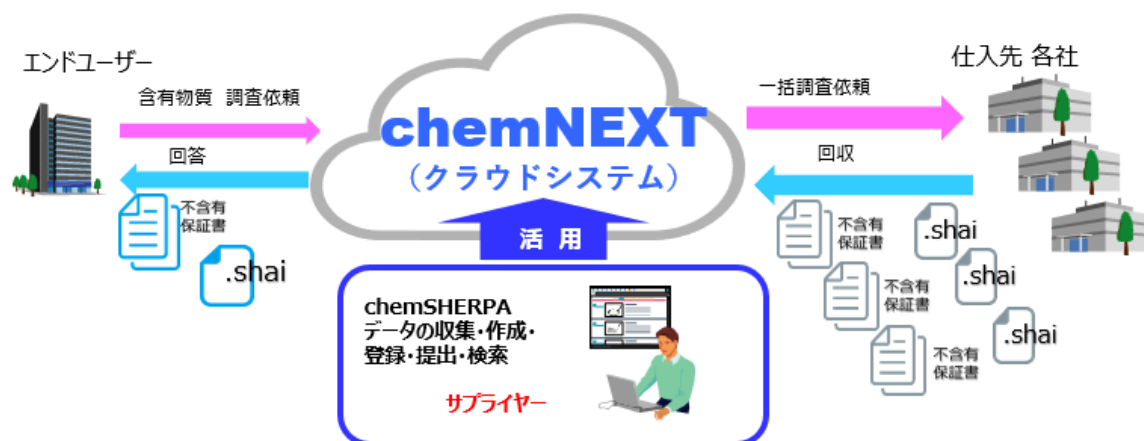 エンドユーザー
含有物質 調査依頼
回答
不含有
保証書
.shai
chemNEXT
（クラウドシステム）
活 用
chemSHERPA
データの収集・作成・
登録・提出・検索
サプライヤー
仕入先 各社
一括調査依頼
回収
不含有
保証書
.shai
不含有
保証書
.shai
不含有
保証書
.shai